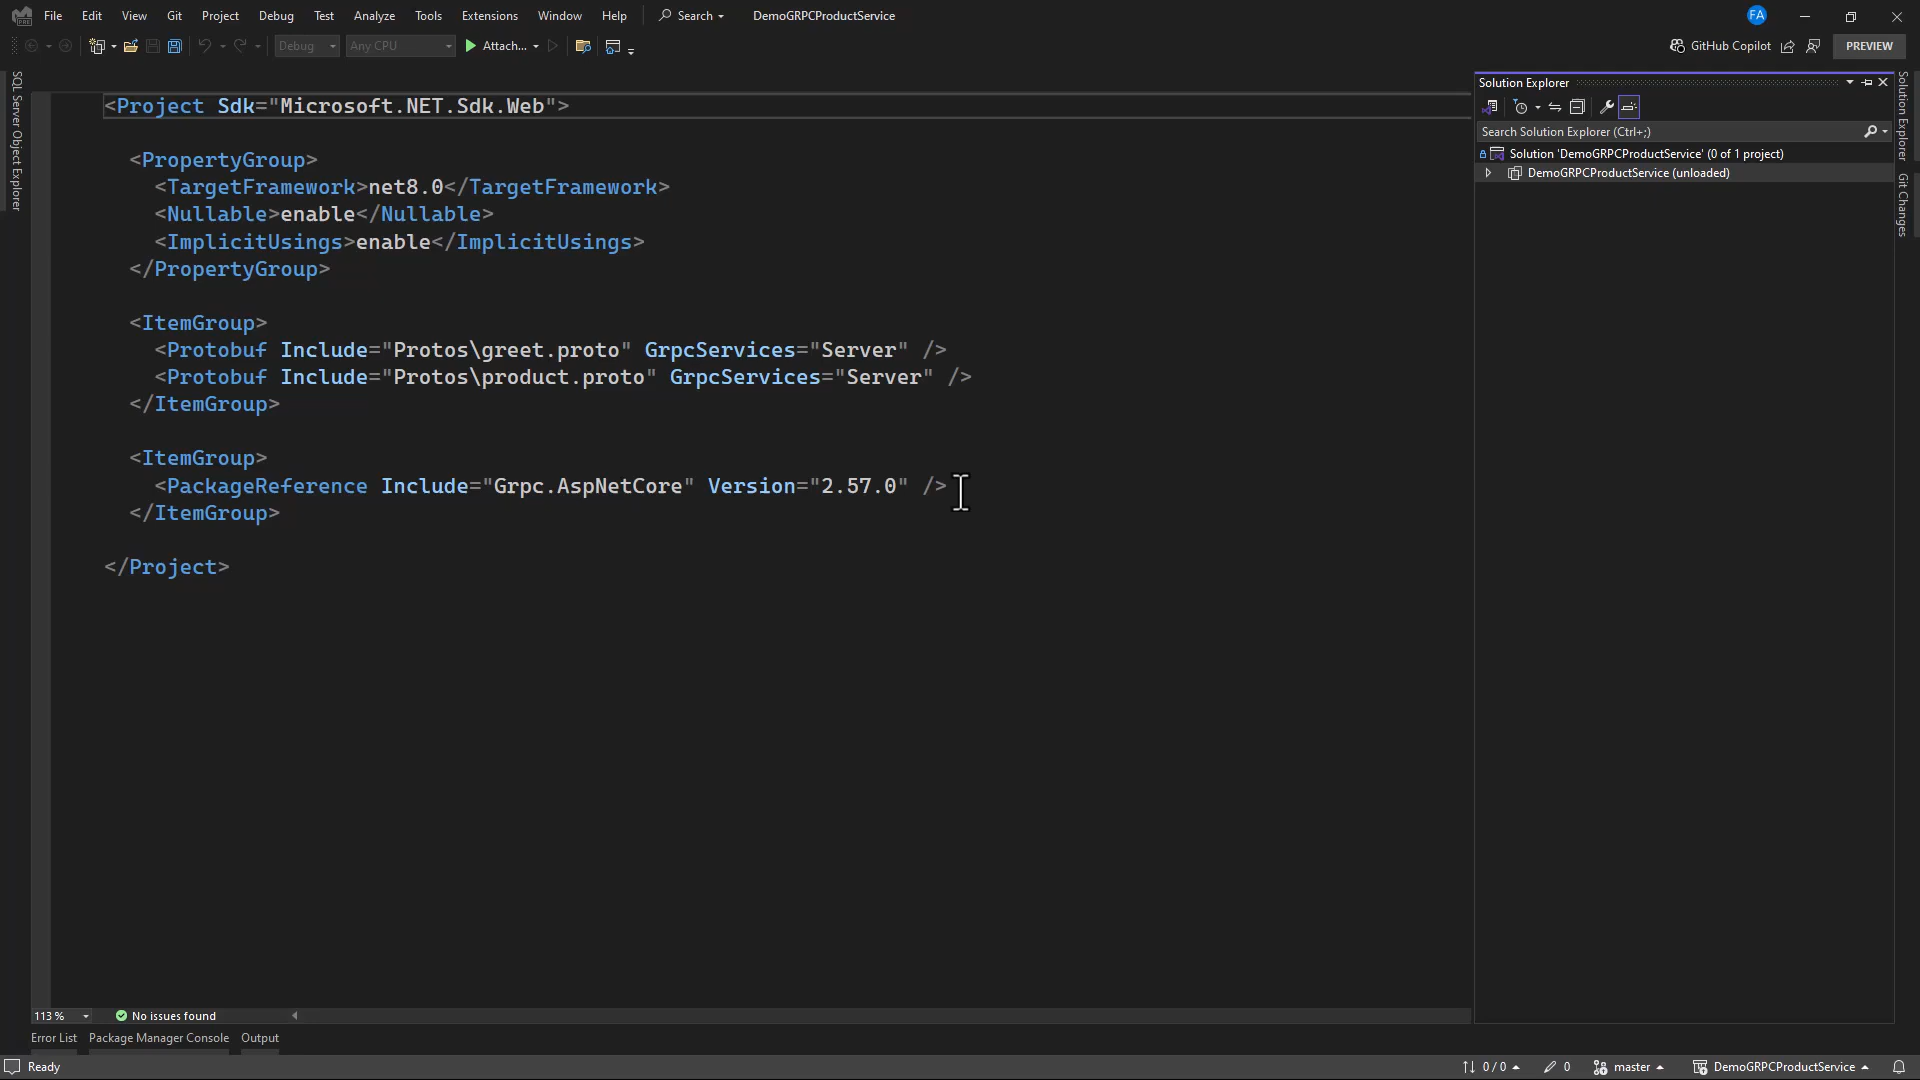 File Edit View Git Project Debug Test Analyze Tools Extensions Window Help Search DemoGRPCProductService FA
Debug Any CPU Attach... GitHub Copilot PREVIEW
SQL Server Object Explorer
<Project Sdk="Microsoft.NET.Sdk.Web">
<PropertyGroup>
<TargetFramework>net8.0</TargetFramework>
<Nullable>enable</Nullable>
<ImplicitUsings>enable</ImplicitUsings>
</PropertyGroup>
<ItemGroup>
<Protobuf Include="Protos\greet.proto" GrpcServices="Server" />
<Protobuf Include="Protos\product.proto" GrpcServices="Server" />
</ItemGroup>
<ItemGroup>
<PackageReference Include="Grpc.AspNetCore" Version="2.57.0" />
</ItemGroup>
</Project>
Solution Explorer
Search Solution Explorer (Ctrl+;)
Solution 'DemoGRPCProductService' (0 of 1 project)
DemoGRPCProductService (unloaded)
Solution Explorer
Git Changes
113 % No issues found
Error List Package Manager Console Output
Ready 0 / 0 0 master DemoGRPCProductService